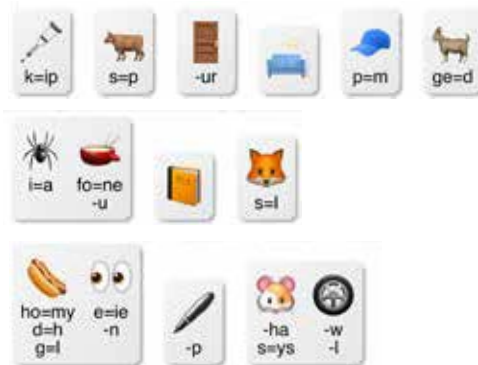 k=ip s=p -ur p=m ge=d
i=a fo=ne
-u
s=l
ho=my e=ie
d=h -n
g=l
-p
-ha -w
s=ys -l